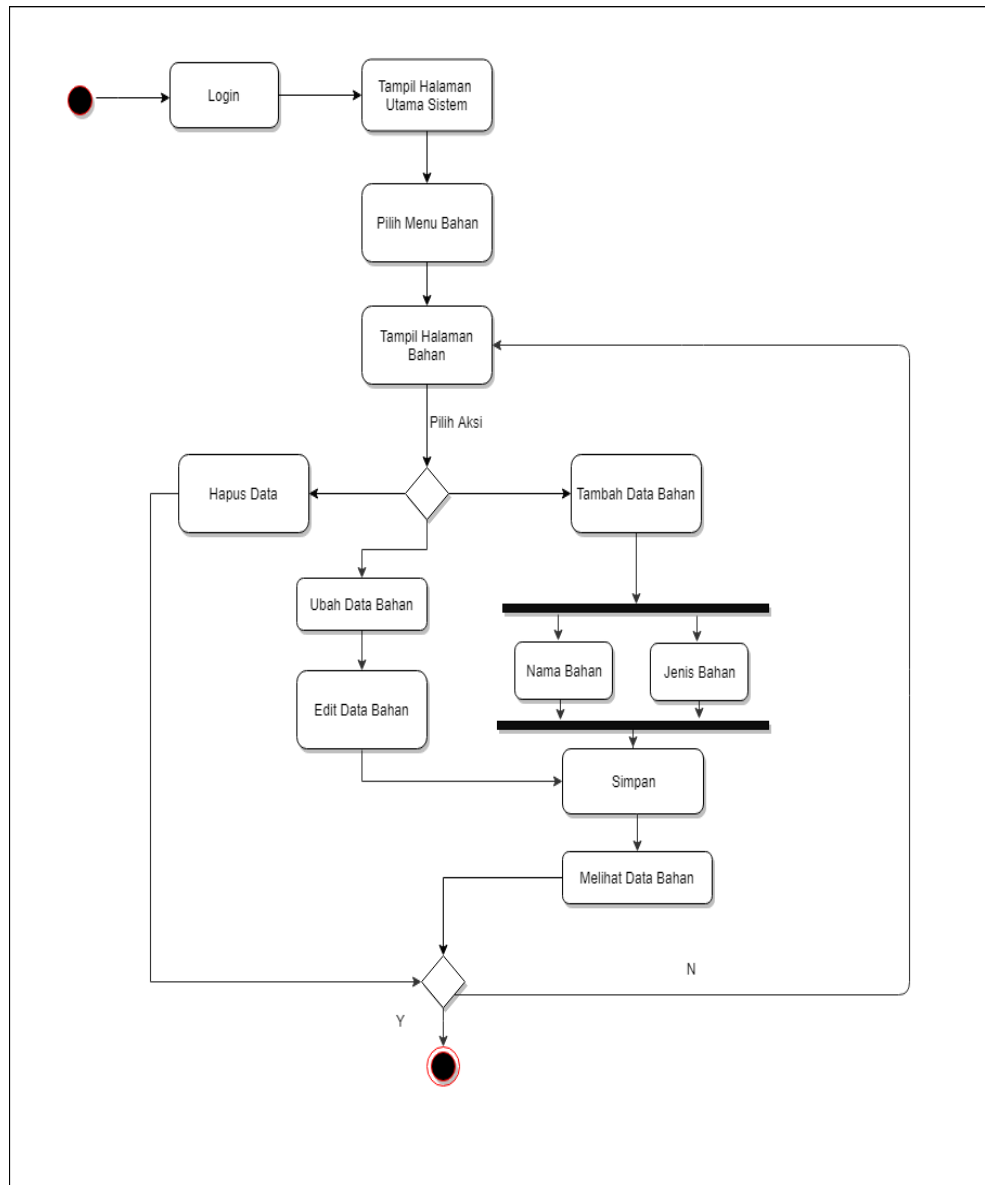 Login
Tampil Halaman
Utama Sistem
Pilih Menu Bahan
Tampil Halaman
Bahan
Pilih Aksi
Hapus Data
Tambah Data Bahan
Ubah Data Bahan
Nama Bahan
Jenis Bahan
Edit Data Bahan
Simpan
Melihat Data Bahan
N
Y